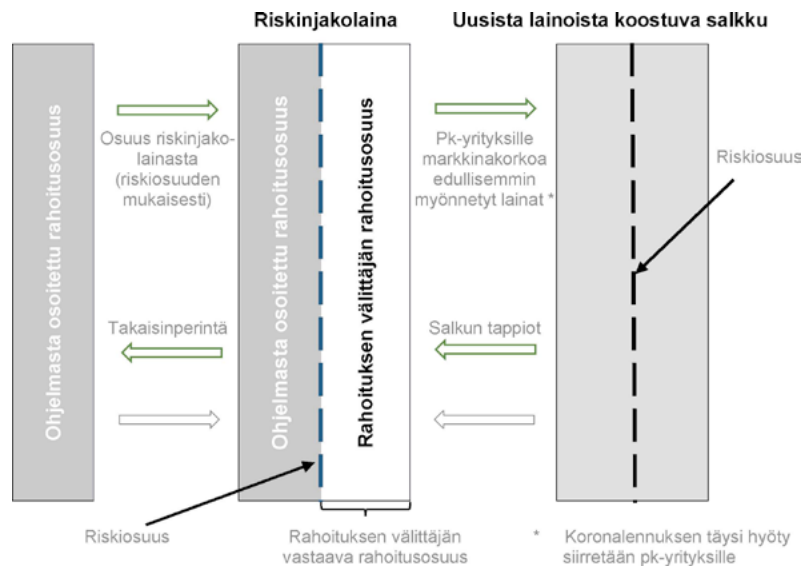 Riskinjakolaina
Uusista lainoista koostuva salkku
Ohjelmasta osoitettu rahoitusosuus
Osuus riskinjako-
lainasta
(riskiosuuden
mukaisesti)
Takaisinperintä
Ohjelmasta osoitettu rahoitusosuus
Rahoituksen välittäjän rahoitusosuus
Pk-yrityksille
markkinakorkoa
edullisemmin
myönnetyt lainat *
Salkun tappiot
Riskiosuus
Riskiosuus
Rahoituksen välittäjän
vastaava rahoitusosuus
* Koronalennuksen täysi hyöty
siirretään pk-yrityksille